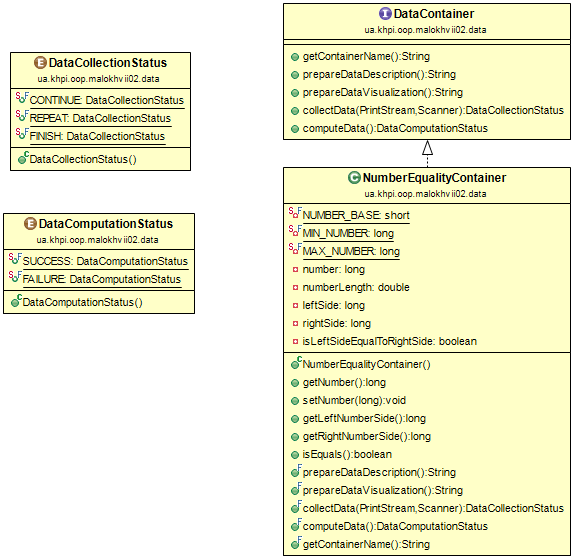 E DataCollectionStatus
ua.khpi.oop.malokhvii02.data
S F CONTINUE: DataCollectionStatus
S F REPEAT: DataCollectionStatus
S F FINISH: DataCollectionStatus
C DataCollectionStatus()
E DataComputationStatus
ua.khpi.oop.malokhvii02.data
S F SUCCESS: DataComputationStatus
S F FAILURE: DataComputationStatus
C DataComputationStatus()
I DataContainer
ua.khpi.oop.malokhvii02.data
getContainerName():String
prepareDataDescription():String
prepareDataVisualization():String
collectData(PrintStream,Scanner):DataCollectionStatus
computeData():DataComputationStatus
C NumberEqualityContainer
ua.khpi.oop.malokhvii02.data
S F NUMBER_BASE: short
S F MIN_NUMBER: long
S F MAX_NUMBER: long
number: long
numberLength: double
leftSide: long
rightSide: long
isLeftSideEqualToRightSide: boolean
C NumberEqualityContainer()
getNumber():long
setNumber(long):void
getLeftNumberSide():long
getRightNumberSide():long
isEquals():boolean
F prepareDataDescription():String
F prepareDataVisualization():String
F collectData(PrintStream,Scanner):DataCollectionStatus
F computeData():DataComputationStatus
F getContainerName():String